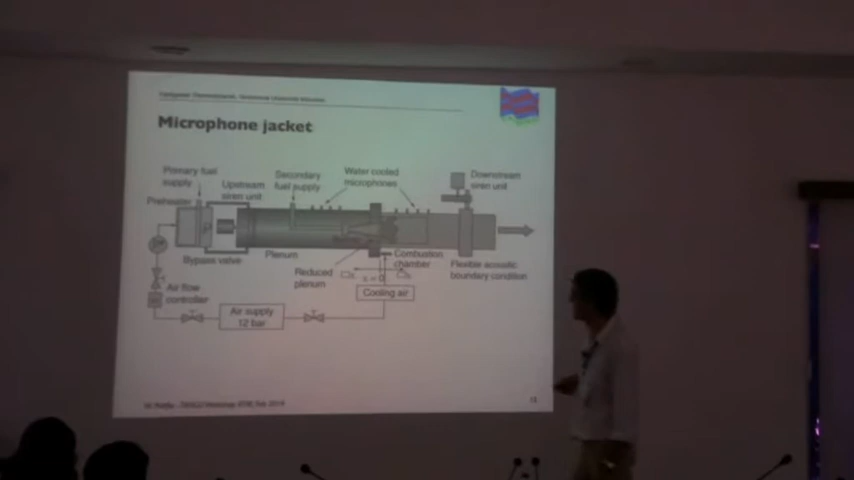 Microphone jacket
Primary fuel
supply
Preheater
Upstream
siren unit
Secondary
fuel supply
Water cooled
microphones
Downstream
siren unit
Bypass valve
Plenum
Reduced
plenum
Combustion
chamber
Flexible acoustic
boundary condition
Cooling air
Air flow
controller
Air supply
12 bar